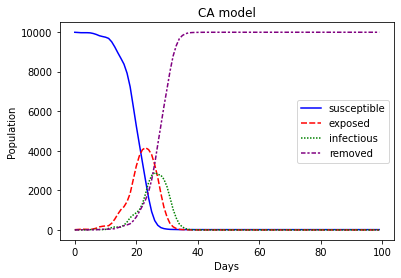 CA model
10000
8000
6000
4000
2000
0
Population
susceptible
exposed
infectious
removed
0 20 40 60 80 100
Days